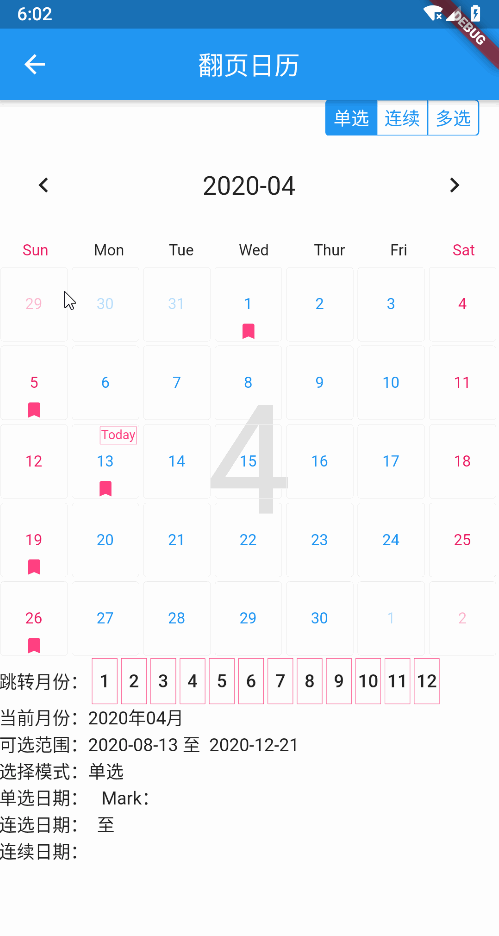 6:02
DEBUG
翻页日历
单选 连续 多选
2020-04
Sun Mon Tue Wed Thur Fri Sat
29 30 31 1 2 3 4
5 6 7 8 9 10 11
4
Today
12 13 14 15 16 17 18
19 20 21 22 23 24 25
26 27 28 29 30 1 2
跳转月份： 1 2 3 4 5 6 7 8 9 10 11 12
当前月份：2020年04月
可选范围：2020-08-13 至 2020-12-21
选择模式：单选
单选日期： Mark：
连选日期： 至
连续日期：